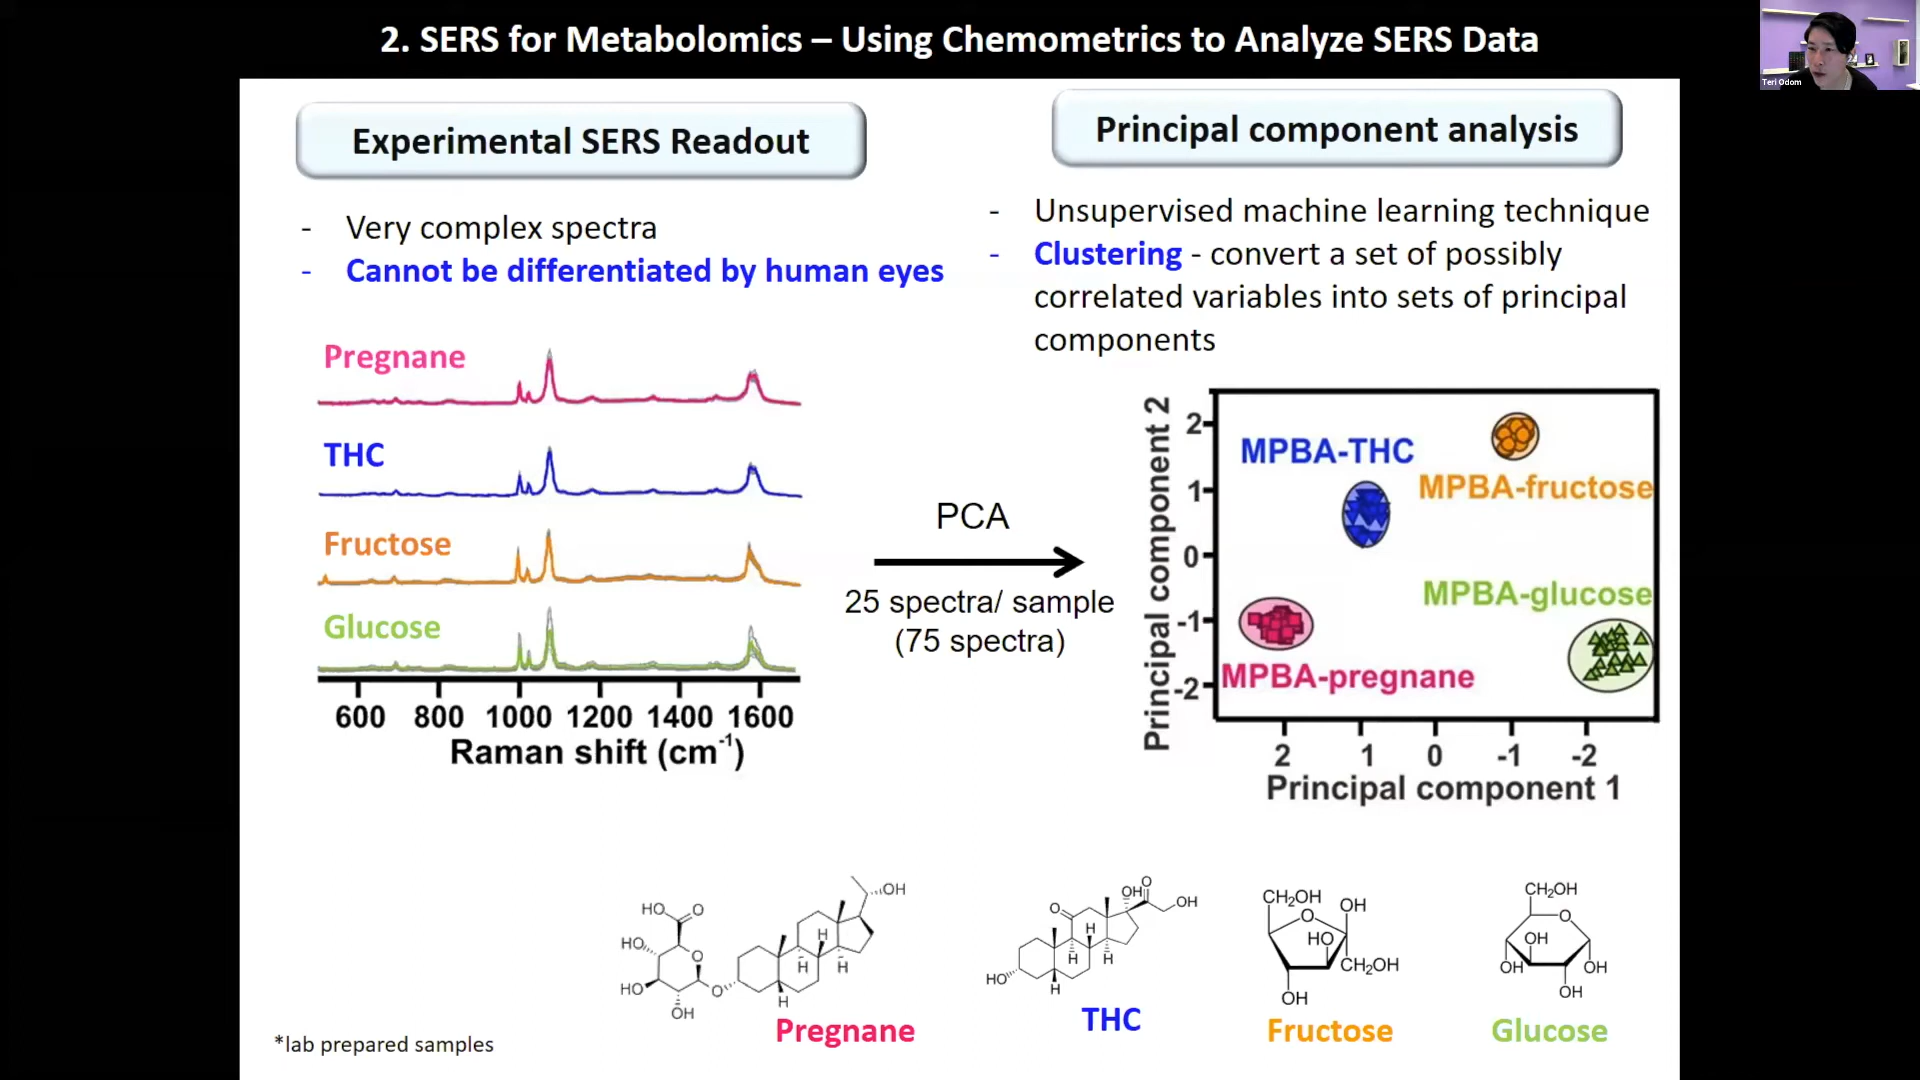 2. SERS for Metabolomics – Using Chemometrics to Analyze SERS Data
Teri Odom
Experimental SERS Readout
- Very complex spectra
- Cannot be differentiated by human eyes
Pregnane
THC
Fructose
Glucose
600 800 1000 1200 1400 1600
Raman shift (cm⁻¹)
PCA
25 spectra/ sample
(75 spectra)
Principal component analysis
- Unsupervised machine learning technique
- Clustering - convert a set of possibly
correlated variables into sets of principal
components
Principal component 2
2
1
0
-1
-2
MPBA-THC
MPBA-fructose
MPBA-glucose
MPBA-pregnane
2 1 0 -1 -2
Principal component 1
HO O
HO
HO
OH
O
O
H
H
H
H
OH
Pregnane
O
OH
O
OH
H
H
H
H
HO
THC
CH₂OH
O
OH
HO
CH₂OH
OH
Fructose
CH₂OH
O
OH
OH
OH
OH
Glucose
*lab prepared samples